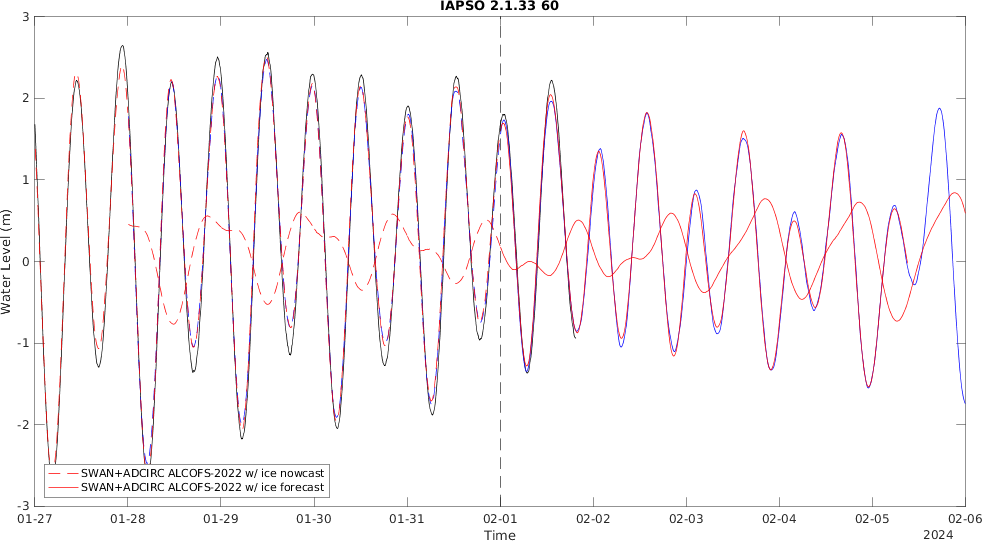 IAPSO 2.1.33 60
3
2
1
0
-1
-2
-3
Water Level (m)
SWAN+ADCIRC ALCOFS-2022 w/ ice nowcast
SWAN+ADCIRC ALCOFS-2022 w/ ice forecast
01-27 01-28 01-29 01-30 01-31 02-01 02-02 02-03 02-04 02-05 02-06
Time
2024